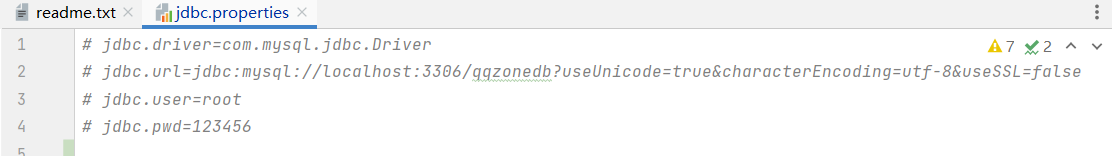 readme.txt jdbc.properties
1 # jdbc.driver=com.mysql.jdbc.Driver 7 2
2 # jdbc.url=jdbc:mysql://localhost:3306/qqzonedb?useUnicode=true&characterEncoding=utf-8&useSSL=false
3 # jdbc.user=root
4 # jdbc.pwd=123456
5